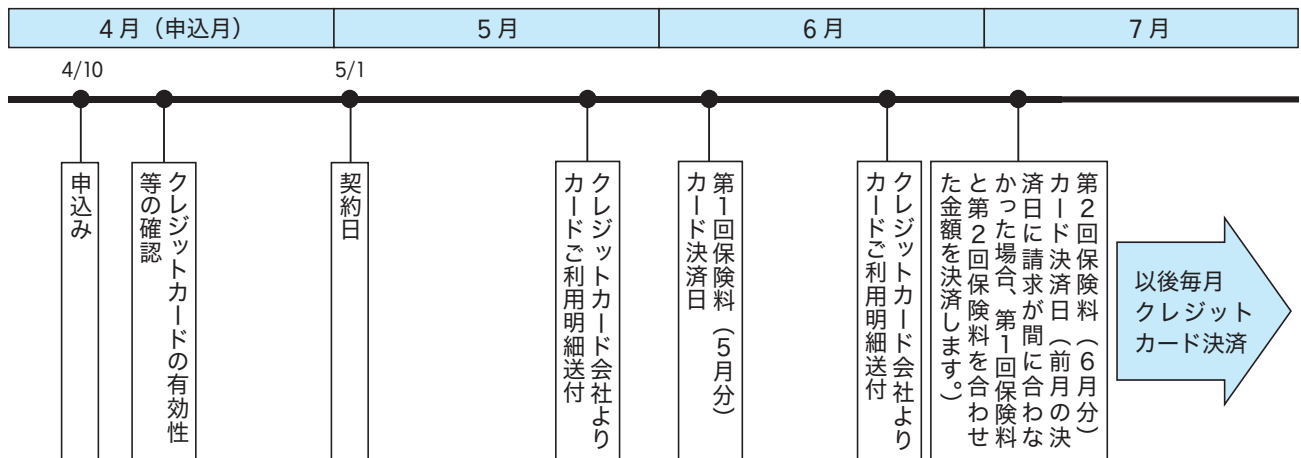 4月（申込月）
5月
6月
7月
4/10
5/1
申込み
クレジットカードの有効性
等の確認
契約日
クレジットカード会社より
カードご利用明細送付
第1回保険料（5月分）
カード決済日
クレジットカード会社より
カードご利用明細送付
第2回保険料（6月分）
カード決済日（前月の決
済日に請求が間に合わな
かった場合、第1回保険料
と第2回保険料を合わせ
た金額を決済します。）
以後毎月
クレジット
カード決済